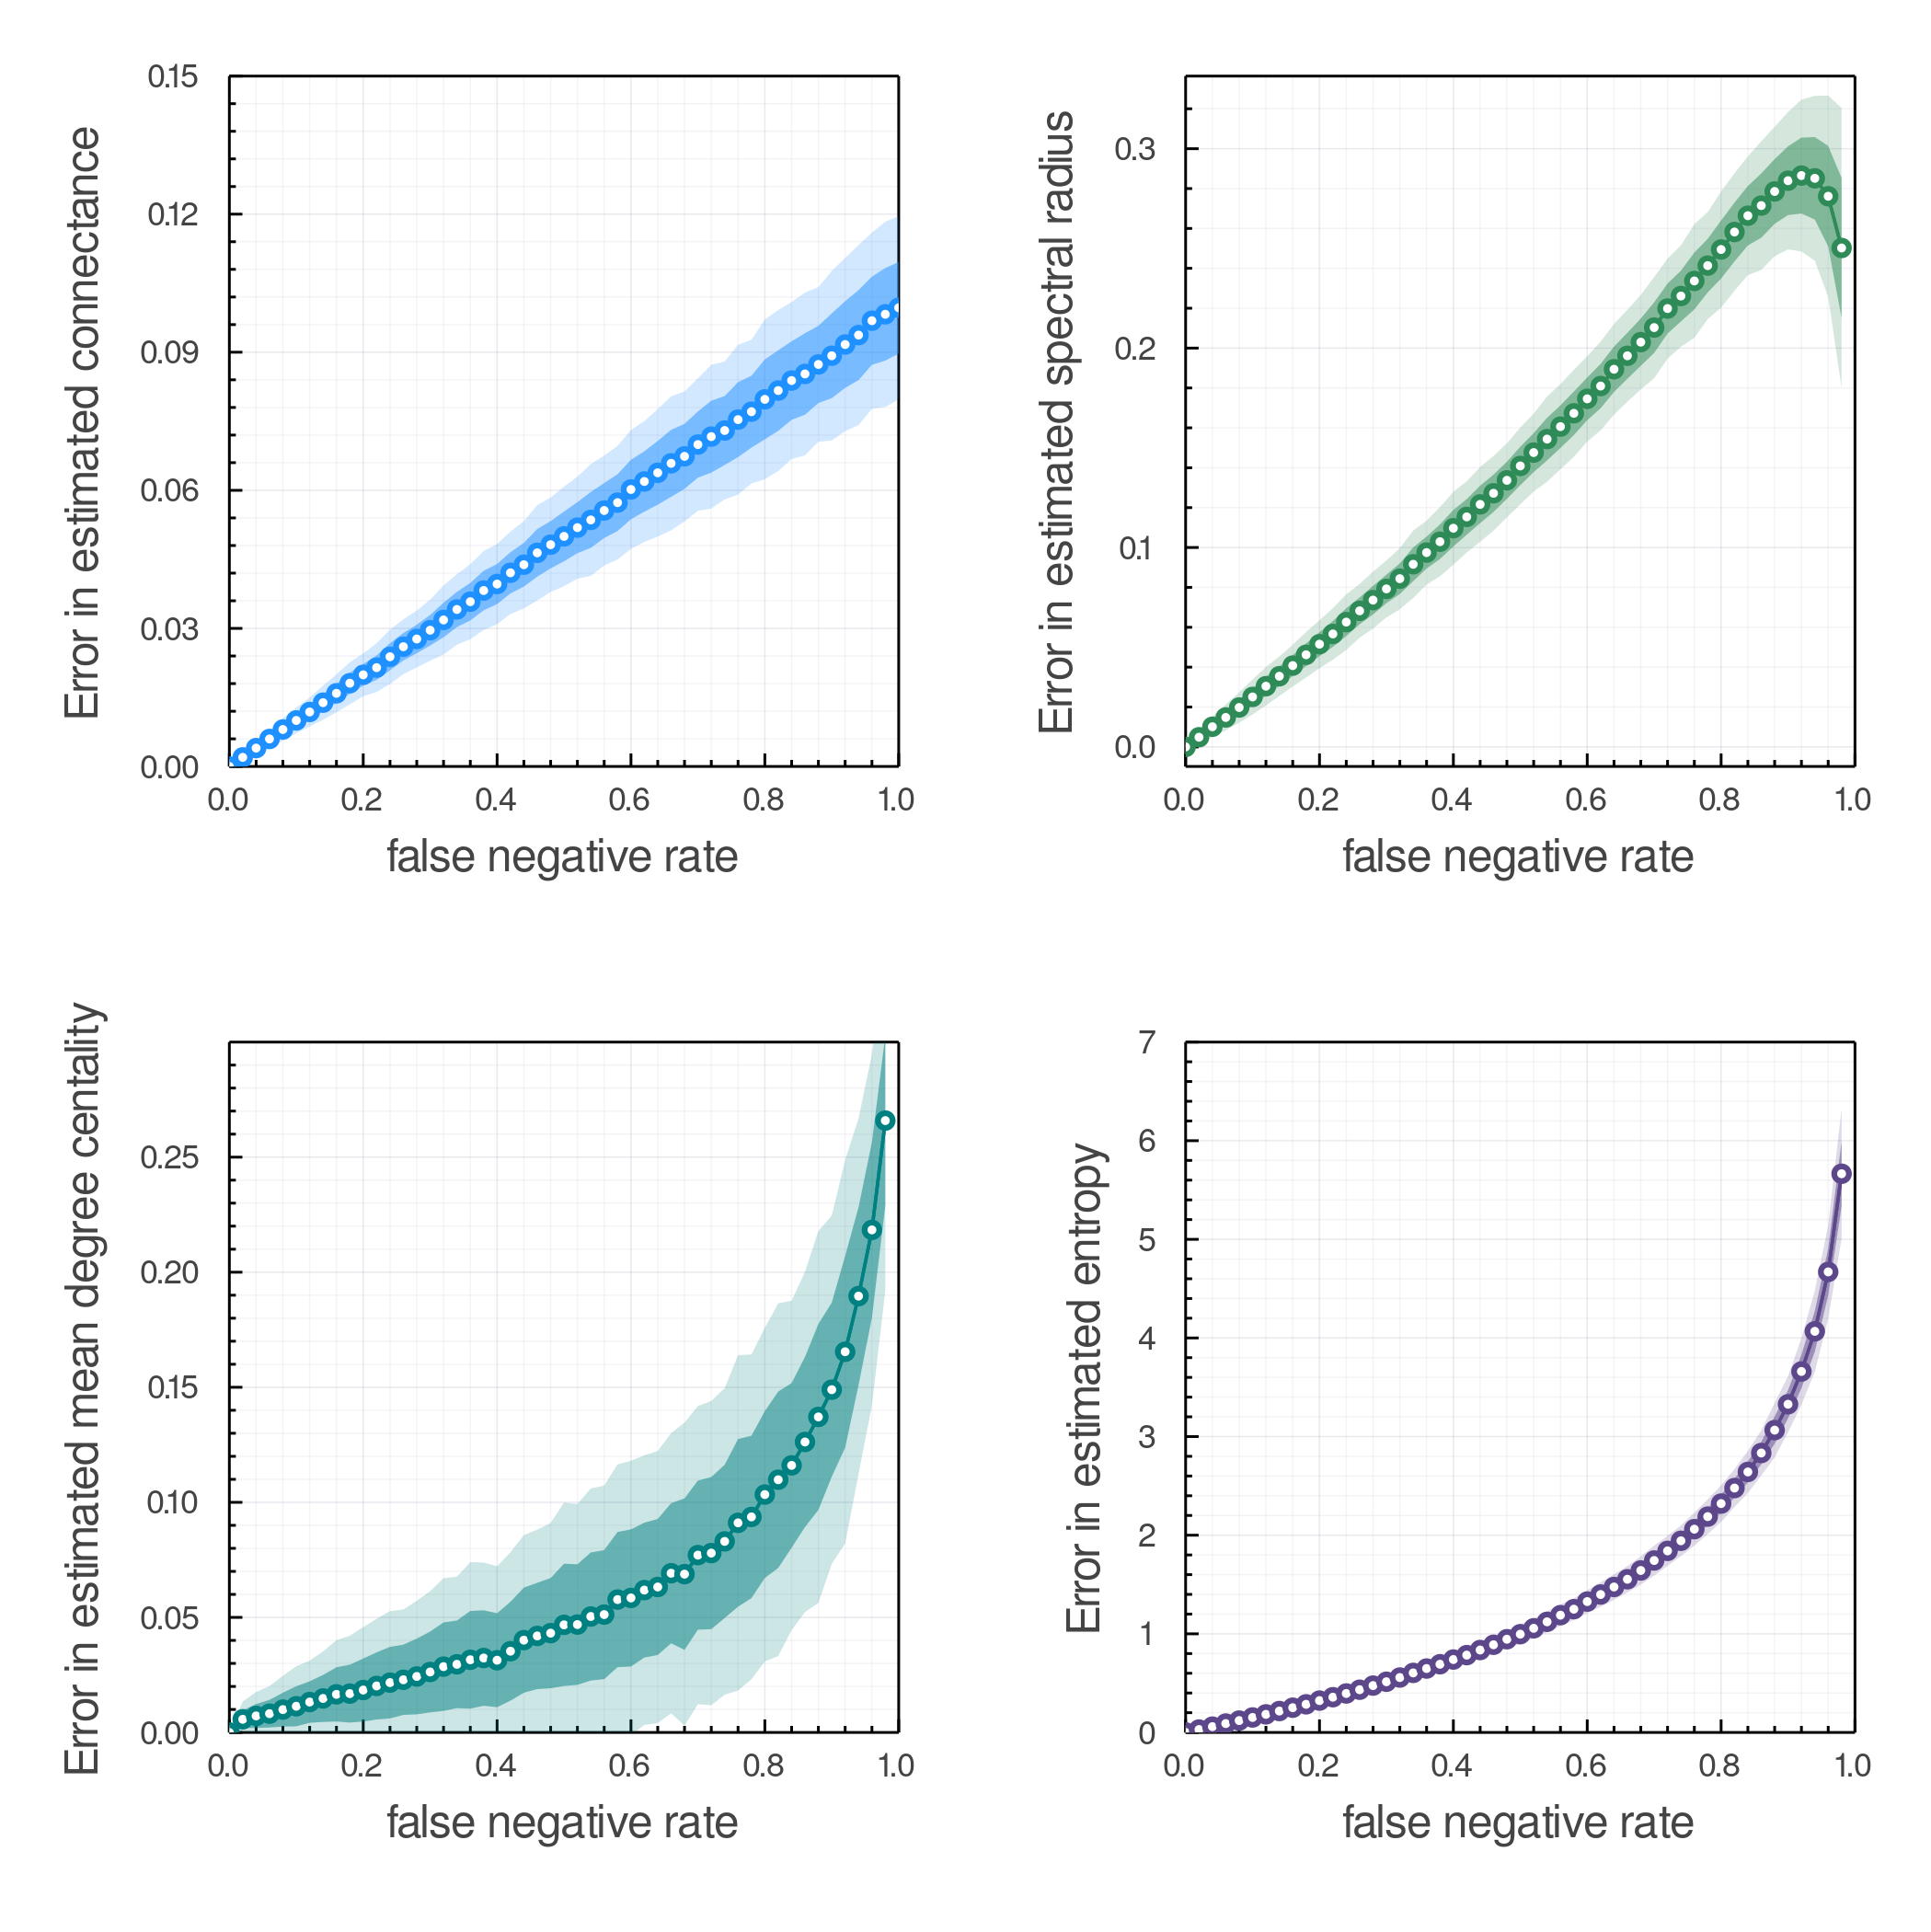 Error in estimated connectance
0.15
0.12
0.09
0.06
0.03
0.00
0.0 0.2 0.4 0.6 0.8 1.0
false negative rate
Error in estimated spectral radius
0.3
0.2
0.1
0.0
0.0 0.2 0.4 0.6 0.8 1.0
false negative rate
Error in estimated mean degree centality
0.25
0.20
0.15
0.10
0.05
0.00
0.0 0.2 0.4 0.6 0.8 1.0
false negative rate
Error in estimated entropy
7
6
5
4
3
2
1
0
0.0 0.2 0.4 0.6 0.8 1.0
false negative rate